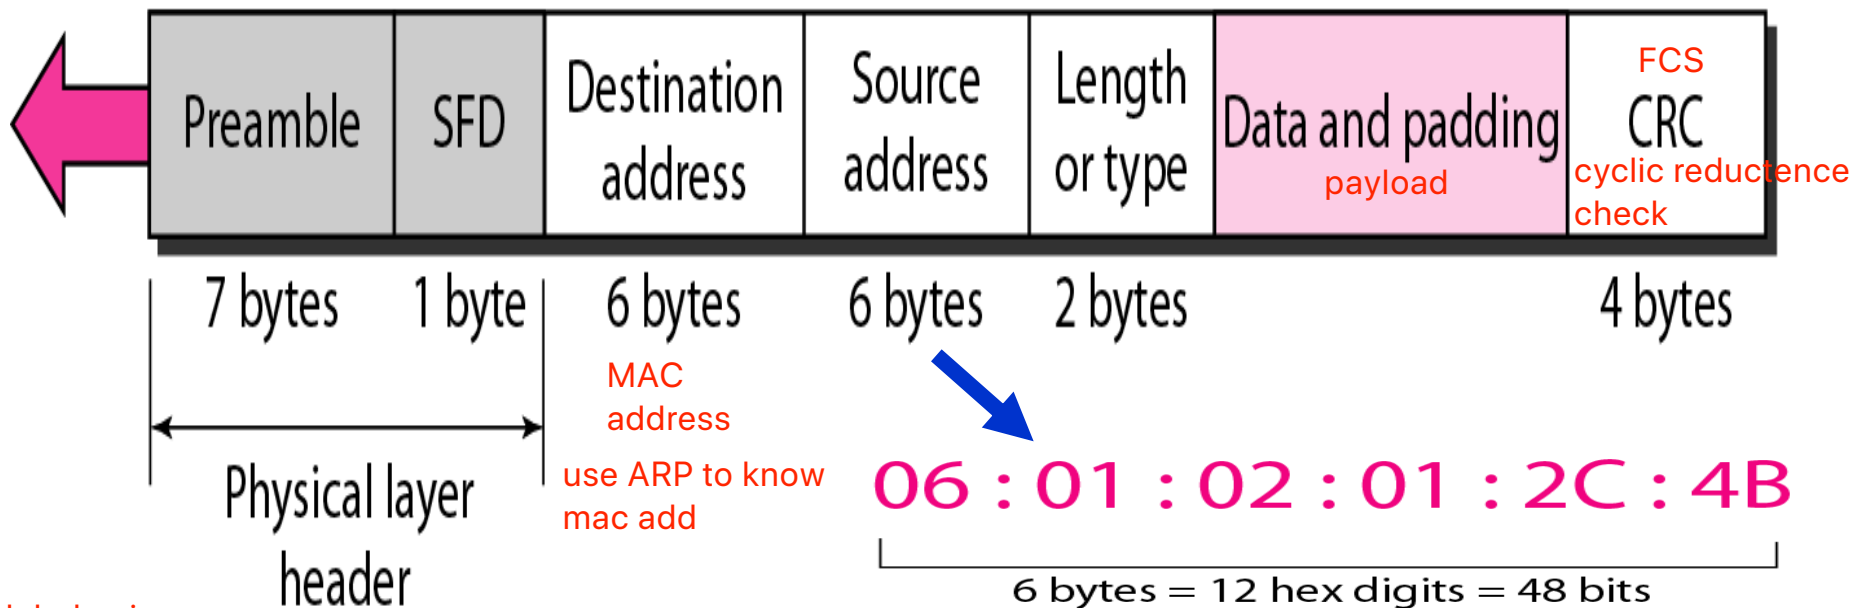 Preamble
SFD
Destination
address
Source
address
Length
or type
Data and padding
payload
FCS
CRC
cyclic reductence
check
7 bytes
1 byte
6 bytes
6 bytes
2 bytes
4 bytes
MAC
address
use ARP to know
mac add
Physical layer
header
06 : 01 : 02 : 01 : 2C : 4B
6 bytes = 12 hex digits = 48 bits